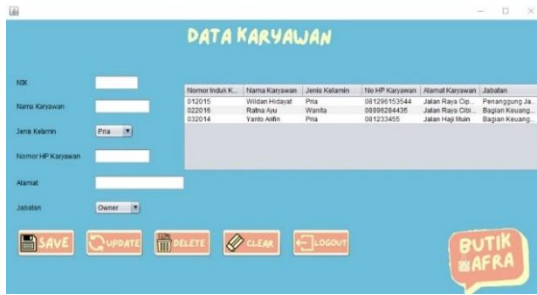 DATA KARYAWAN
NIK
Nama Karyawan
Jenis Kelamin
Pria
Nomor HP Karyawan
Alamat
Jabatan
Owner
Nomor Induk K... Nama Karyawan Jenis Kelamin No HP Karyawan Alamat Karyawan Jabatan
012015 Wildan Hidayat Pria 081296153544 Jalan Raya Cip... Penanggung Ja...
022016 Ratna Ayu Wanita 08996284435 Jalan Raya Cibi... Bagian Keuang...
032014 Yanto Arifin Pria 081233455 Jalan Haji Muin Bagian Keuang...
SAVE
UPDATE
DELETE
CLEAR
LOGOUT
BUTIK
AFRA